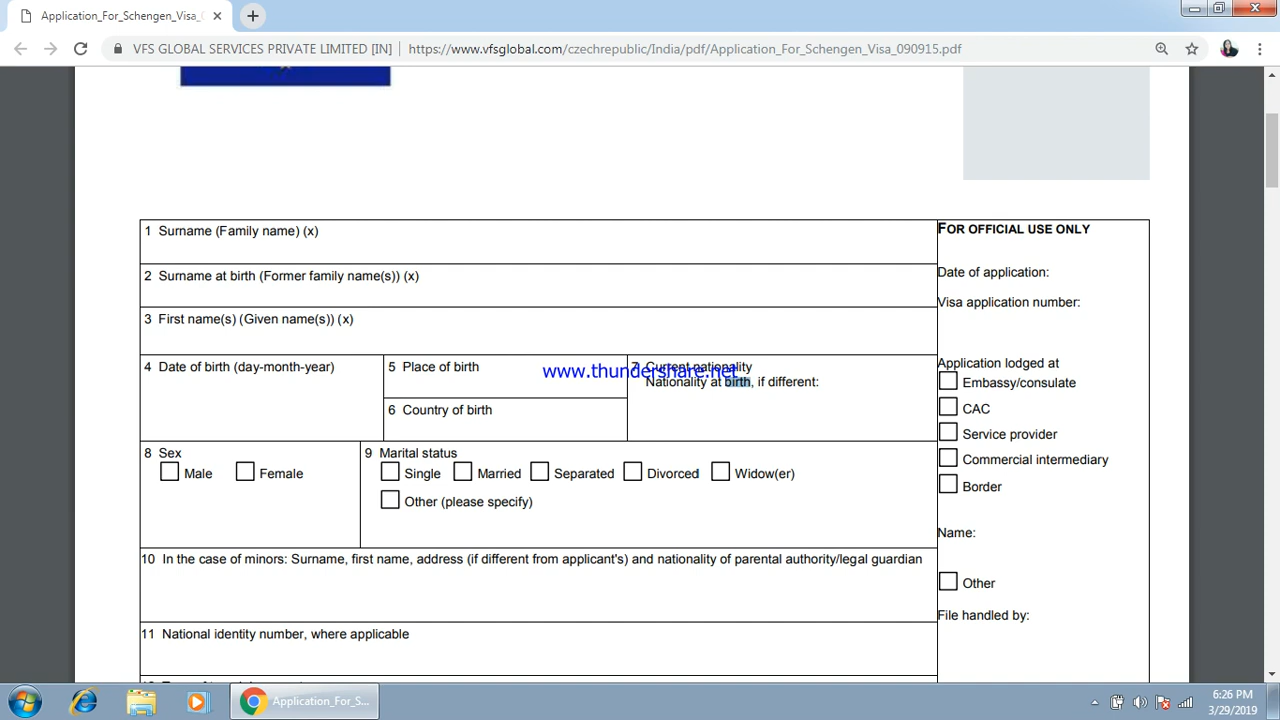 Application_For_Schengen_Visa_
VFS GLOBAL SERVICES PRIVATE LIMITED [IN]
https://www.vfsglobal.com/czechrepublic/India/pdf/Application_For_Schengen_Visa_090915.pdf
1 Surname (Family name) (x)
FOR OFFICIAL USE ONLY
2 Surname at birth (Former family name(s)) (x)
Date of application:
Visa application number:
3 First name(s) (Given name(s)) (x)
4 Date of birth (day-month-year)
5 Place of birth
7 Current nationality
www.thundershare.net
Nationality at birth, if different:
6 Country of birth
Application lodged at
Embassy/consulate
CAC
Service provider
Commercial intermediary
Border
8 Sex
Male Female
9 Marital status
Single Married Separated Divorced Widow(er)
Other (please specify)
Name:
10 In the case of minors: Surname, first name, address (if different from applicant's) and nationality of parental authority/legal guardian
Other
File handled by:
11 National identity number, where applicable
Application_For_S...
6:26 PM
3/29/2019